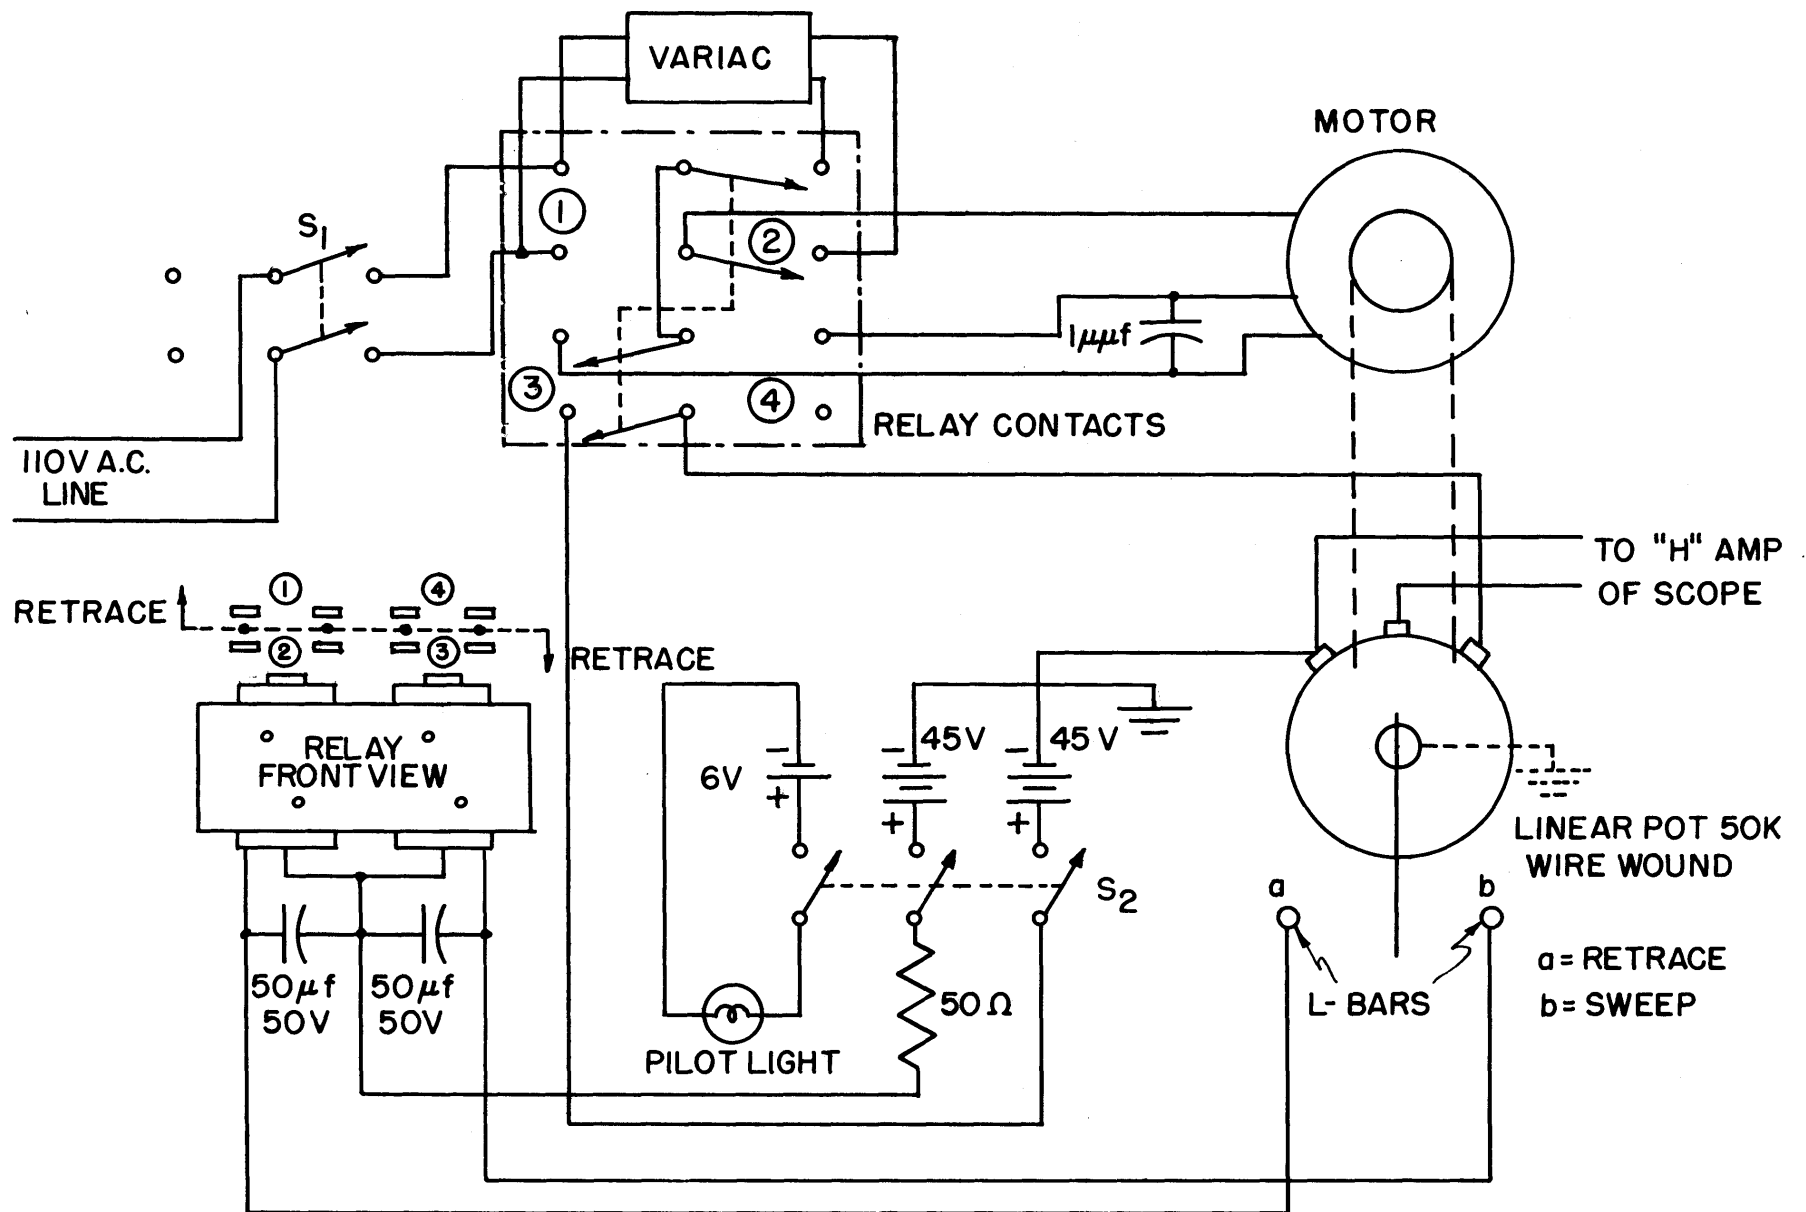 VARIAC
MOTOR
S1
1
2
3
4
1μμf
RELAY CONTACTS
110V A.C.
LINE
TO "H" AMP
OF SCOPE
RETRACE
1
4
2
3
RETRACE
RELAY
FRONT VIEW
−
45V
−
45V
−
6V
+
+
+
LINEAR POT 50K
WIRE WOUND
S2
a
b
50μf
50V
50μf
50V
50Ω
L-BARS
a = RETRACE
b = SWEEP
PILOT LIGHT